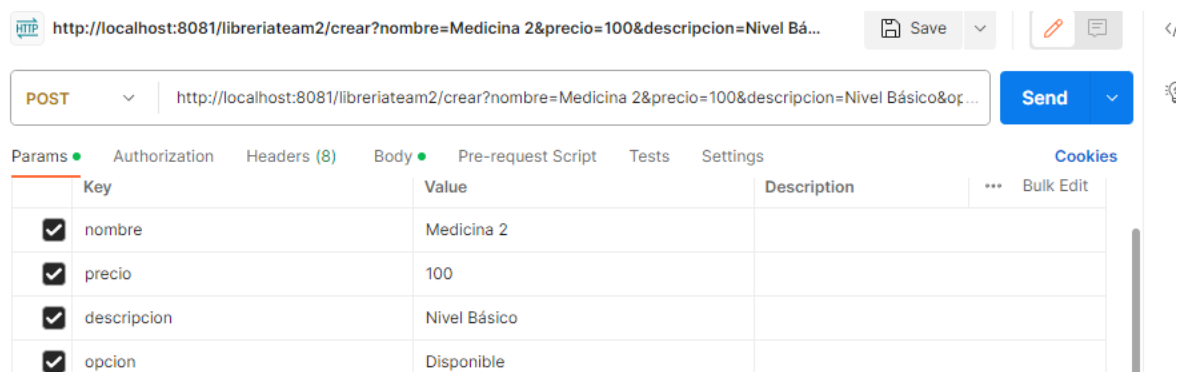 HTTP http://localhost:8081/libreriateam2/crear?nombre=Medicina 2&precio=100&descripcion=Nivel Bá... Save
POST http://localhost:8081/libreriateam2/crear?nombre=Medicina 2&precio=100&descripcion=Nivel Básico&op... Send
Params Authorization Headers (8) Body Pre-request Script Tests Settings Cookies
Key Value Description ... Bulk Edit
nombre Medicina 2
precio 100
descripcion Nivel Básico
opcion Disponible